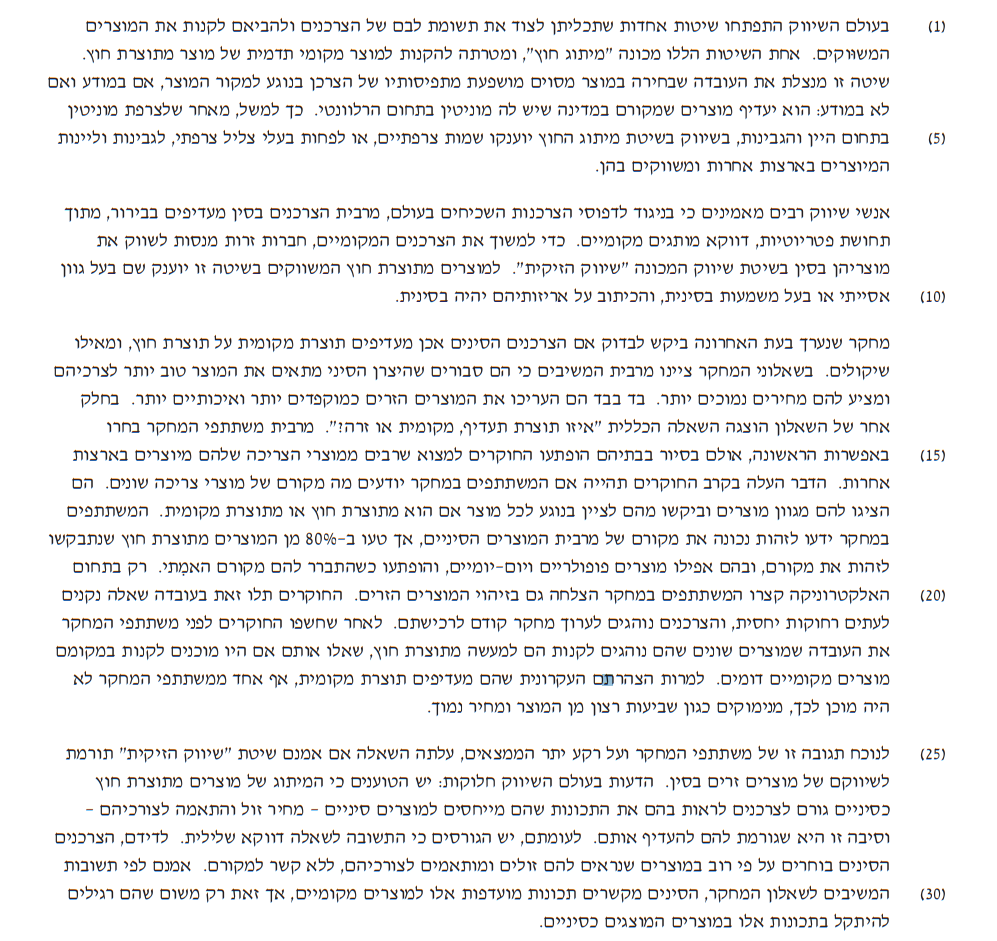 (1) בעולם השיווק התפתחו שיטות אחדות שתכליתן לצוד את תשומת לבם של הצרכנים ולהביאם לקנות את המוצרים
המשוּוקים. אחת השיטות הללו מכונה "מיתוג חוץ", ומטרתה להקנות למוצר מקומי תדמית של מוצר מתוצרת חוץ.
שיטה זו מנצלת את העובדה שבחירה במוצר מסוים מושפעת מתפיסותיו של הצרכן בנוגע למקור המוצר, אם במודע ואם
לא במודע: הוא יעדיף מוצרים שמקורם במדינה שיש לה מוניטין בתחום הרלוונטי. כך למשל, מאחר שלצרפת מוניטין
(5) בתחום היין והגבינות, בשיווק בשיטת מיתוג החוץ יוענקו שמות צרפתיים, או לפחות בעלי צליל צרפתי, לגבינות וליינות
המיוצרים בארצות אחרות ומשווקים בהן.
אנשי שיווק רבים מאמינים כי בניגוד לדפוסי הצרכנות השכיחים בעולם, מרבית הצרכנים בסין מעדיפים בבירור, מתוך
תחושת פטריוטיות, דווקא מותגים מקומיים. כדי למשוך את הצרכנים המקומיים, חברות זרות מנסות לשווק את
מוצריהן בסין בשיטת שיווק המכונה "שיווק הזיקית". למוצרים מתוצרת חוץ המשווקים בשיטה זו יוענק שם בעל גוון
(10) אסייתי או בעל משמעות בסינית, והכיתוב על אריזותיהם יהיה בסינית.
מחקר שנערך בעת האחרונה ביקש לבדוק אם הצרכנים הסינים אכן מעדיפים תוצרת מקומית על תוצרת חוץ, ומאילו
שיקולים. בשאלוני המחקר ציינו מרבית המשיבים כי הם סבורים שהיצרן הסיני מתאים את המוצר טוב יותר לצרכיהם
ומציע להם מחירים נמוכים יותר. בד בבד הם העריכו את המוצרים הזרים כמוקפדים יותר ואיכותיים יותר. בחלק
אחר של השאלון הוצגה השאלה הכללית "איזו תוצרת תעדיף, מקומית או זרה?". מרבית משתתפי המחקר בחרו
(15) באפשרות הראשונה, אולם בסיור בבתיהם הופתעו החוקרים למצוא שרבים ממוצרי הצריכה שלהם מיוצרים בארצות
אחרות. הדבר העלה בקרב החוקרים תהייה אם המשתתפים במחקר יודעים מה מקורם של מוצרי צריכה שונים. הם
הציגו להם מגוון מוצרים וביקשו מהם לציין בנוגע לכל מוצר אם הוא מתוצרת חוץ או מתוצרת מקומית. המשתתפים
במחקר ידעו לזהות נכונה את מקורם של מרבית המוצרים הסיניים, אך טעו ב-80% מן המוצרים מתוצרת חוץ שנתבקשו
לזהות את מקורם, ובהם אפילו מוצרים פופולריים ויום-יומיים, והופתעו כשהתברר להם מקורם האמִתי. רק בתחום
(20) האלקטרוניקה קצרו המשתתפים במחקר הצלחה גם בזיהוי המוצרים הזרים. החוקרים תלו זאת בעובדה שאלה נקנים
לעתים רחוקות יחסית, והצרכנים נוהגים לערוך מחקר קודם לרכישתם. לאחר שחשפו החוקרים לפני משתתפי המחקר
את העובדה שמוצרים שונים שהם נוהגים לקנות הם למעשה מתוצרת חוץ, שאלו אותם אם היו מוכנים לקנות במקומם
מוצרים מקומיים דומים. למרות הצהרתם העקרונית שהם מעדיפים תוצרת מקומית, אף אחד ממשתתפי המחקר לא
היה מוכן לכך, מנימוקים כגון שביעות רצון מן המוצר ומחיר נמוך.
(25) לנוכח תגובה זו של משתתפי המחקר ועל רקע יתר הממצאים, עלתה השאלה אם אמנם שיטת "שיווק הזיקית" תורמת
לשיווקם של מוצרים זרים בסין. הדעות בעולם השיווק חלוקות: יש הטוענים כי המיתוג של מוצרים מתוצרת חוץ
כסיניים גורם לצרכנים לראות בהם את התכונות שהם מייחסים למוצרים סיניים – מחיר זול והתאמה לצורכיהם –
וסיבה זו היא שגורמת להם להעדיף אותם. לעומתם, יש הגורסים כי התשובה לשאלה דווקא שלילית. לדידם, הצרכנים
הסינים בוחרים על פי רוב במוצרים שנראים להם זולים ומותאמים לצורכיהם, ללא קשר למקורם. אמנם לפי תשובות
(30) המשיבים לשאלון המחקר, הסינים מקשרים תכונות מועדפות אלו למוצרים מקומיים, אך זאת רק משום שהם רגילים
להיתקל בתכונות אלו במוצרים המוצגים כסיניים.